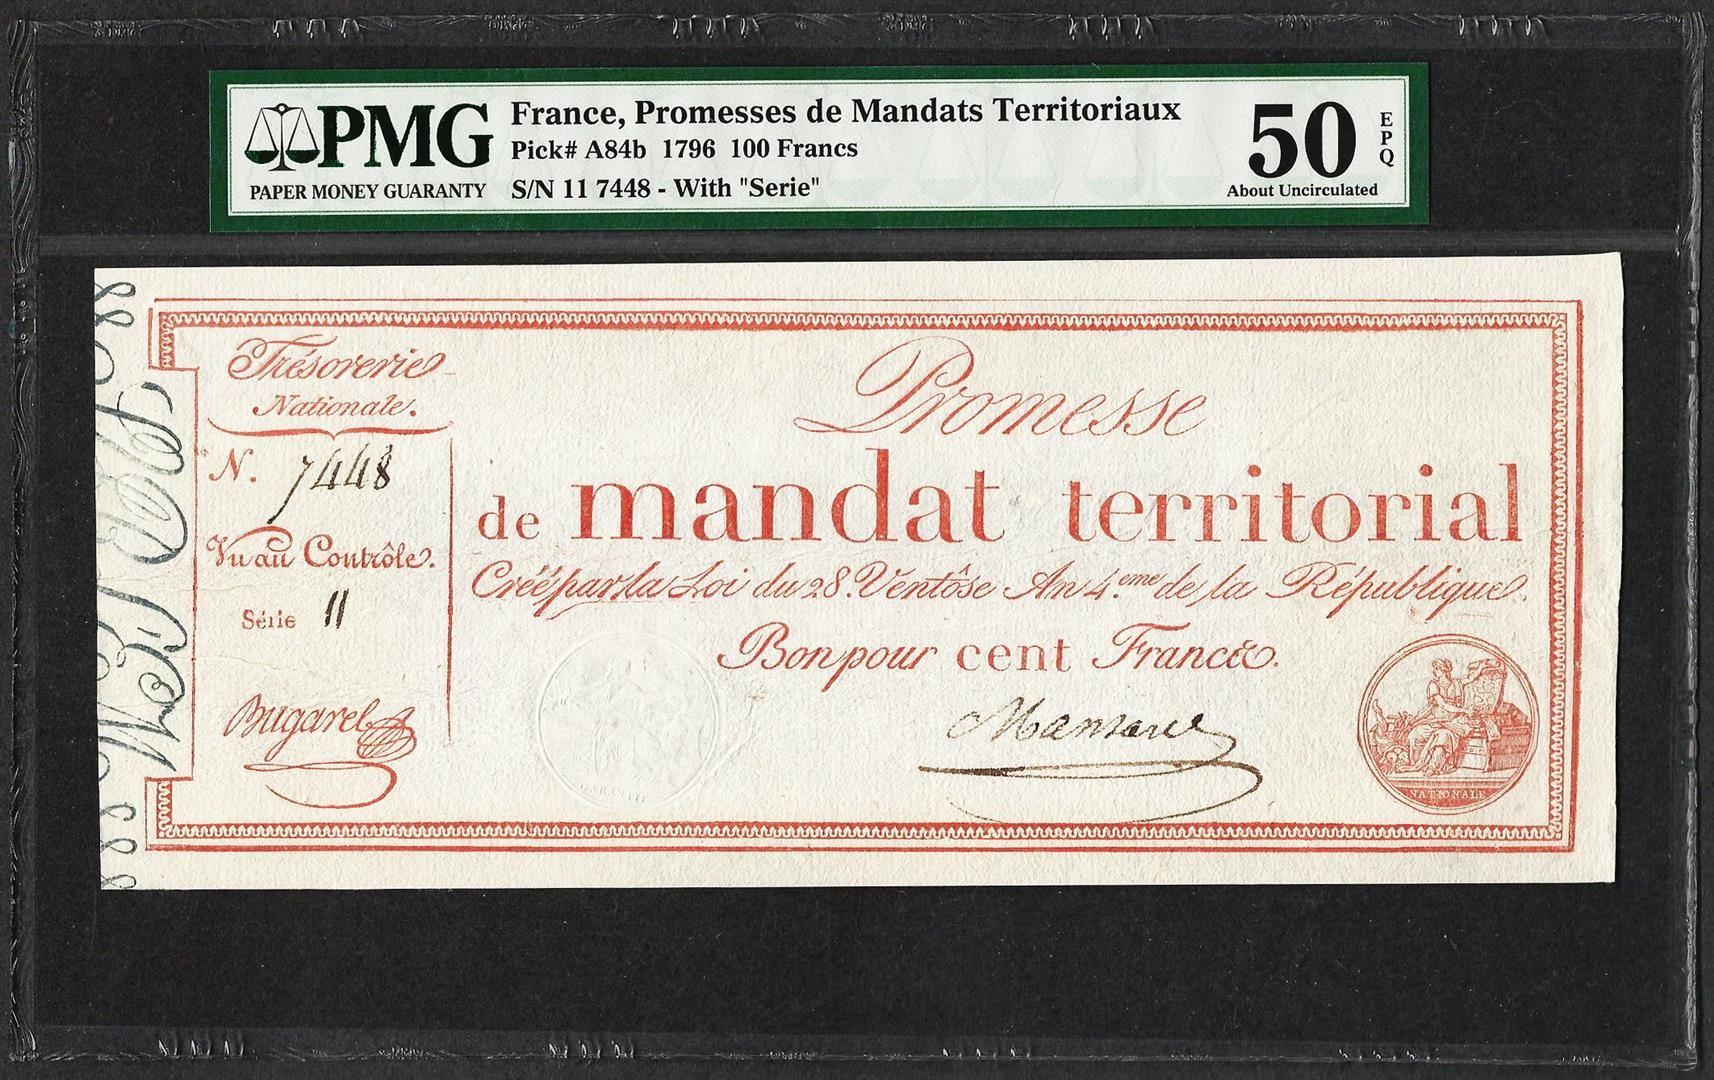 PMG
PAPER MONEY GUARANTY
France, Promesses de Mandats Territoriaux
Pick# A84b 1796 100 Francs
S/N 11 7448 - With "Serie"
50
EPQ
About Uncirculated
Trésorerie
Nationale.
N. 7448
Vu au Contrôle.
Série 11
Bugarel
Promesse
de mandat territorial
Créé par la Loi du 28. Ventôse An 4.eme de la République.
Bon pour cent Francs.
NATIONALE